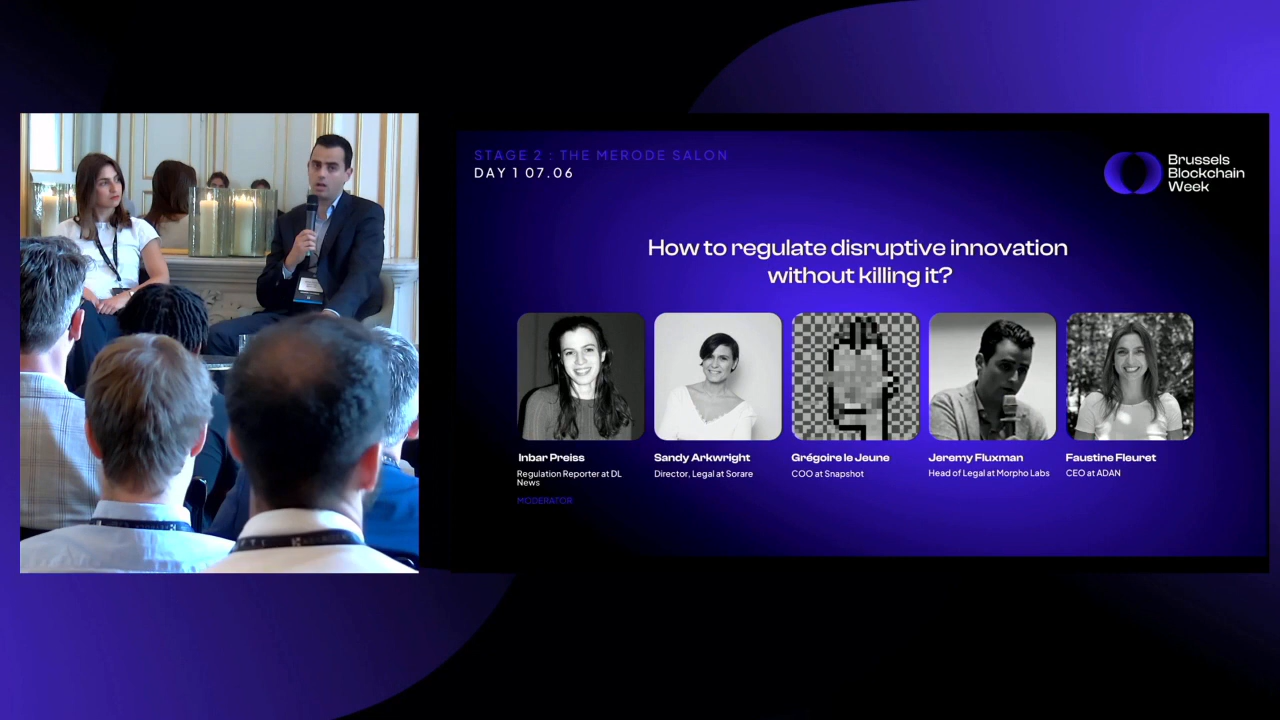 STAGE 2 : THE MERODE SALON
DAY 1 07.06
Brussels
Blockchain
Week
How to regulate disruptive innovation
without killing it?
Inbar Preiss
Regulation Reporter at DL
News
MODERATOR
Sandy Arkwright
Director, Legal at Sorare
Grégoire le Jeune
COO at Snapshot
Jeremy Fluxman
Head of Legal at Morpho Labs
Faustine Fleuret
CEO at ADAN